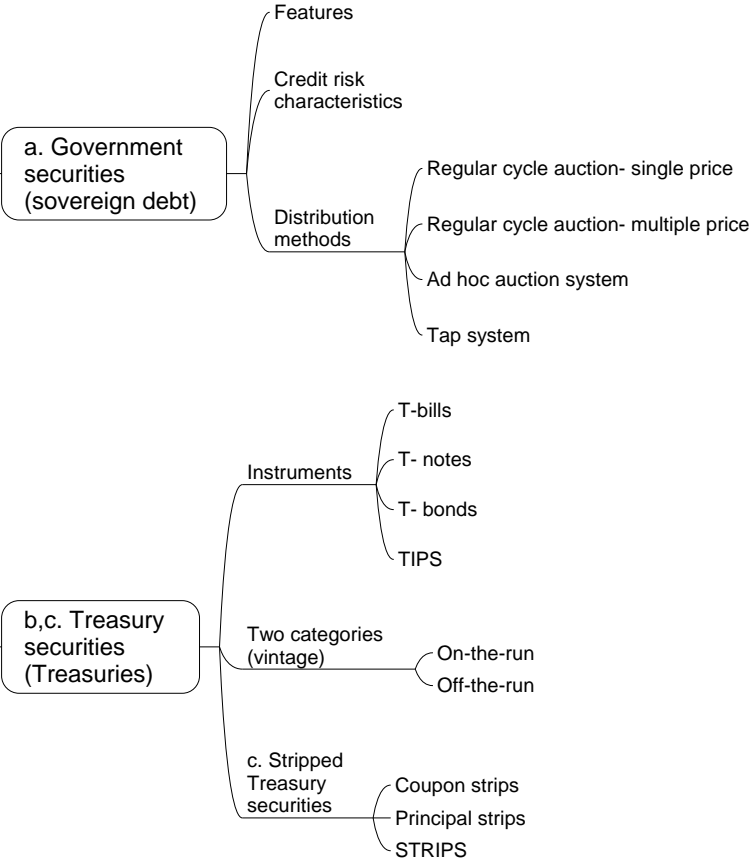 Features
Credit risk
characteristics
a. Government
securities
(sovereign debt)
Distribution
methods
Regular cycle auction- single price
Regular cycle auction- multiple price
Ad hoc auction system
Tap system
b,c. Treasury
securities
(Treasuries)
Instruments
T-bills
T- notes
T- bonds
TIPS
Two categories
(vintage)
On-the-run
Off-the-run
c. Stripped
Treasury
securities
Coupon strips
Principal strips
STRIPS